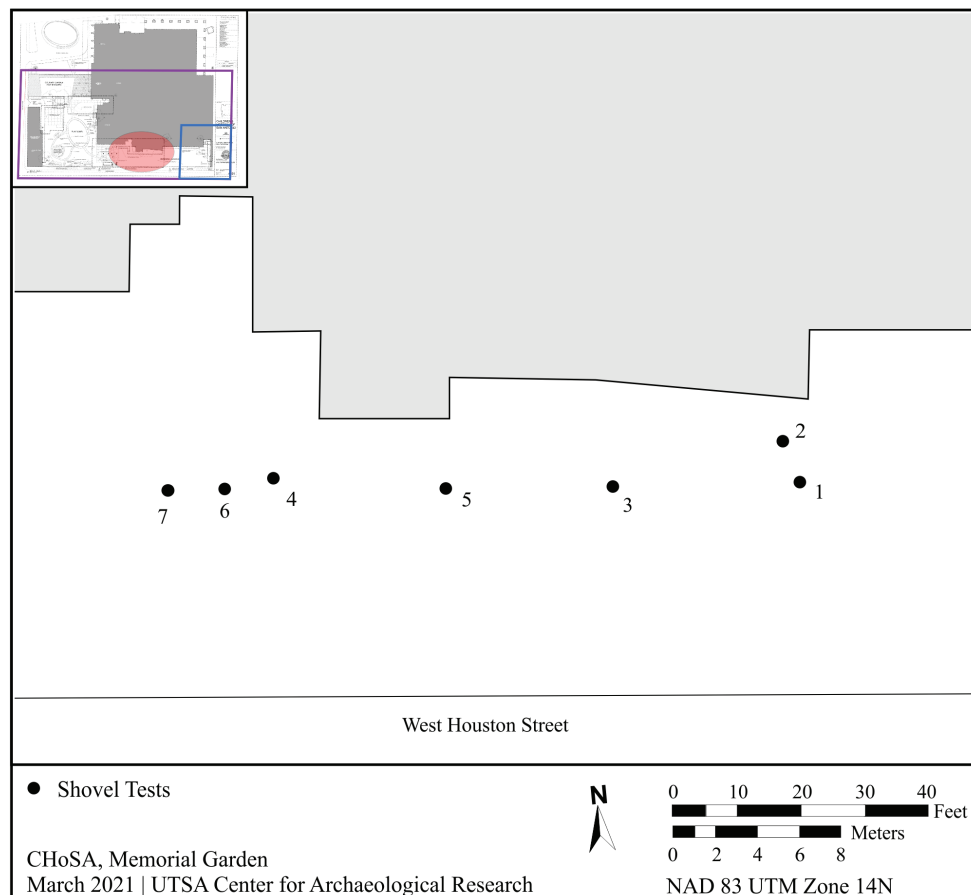 2
1
7
6
4
5
3
West Houston Street
Shovel Tests
N
0 10 20 30 40
Feet
Meters
0 2 4 6 8
CHoSA, Memorial Garden
March 2021 | UTSA Center for Archaeological Research
NAD 83 UTM Zone 14N